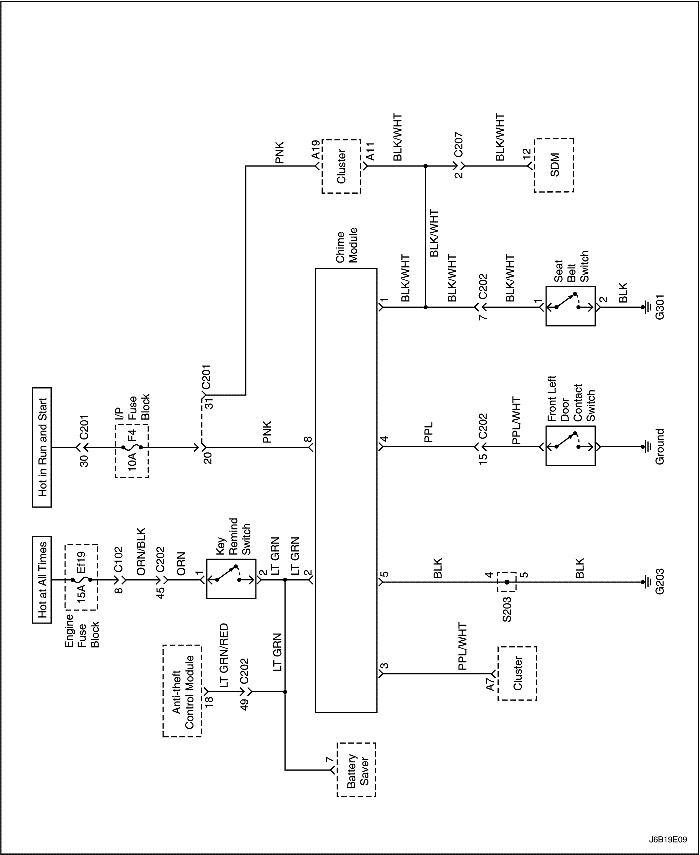 Hot at All Times
Hot in Run and Start
Engine
Fuse
Block
15A Ef19
30 C201
10A F4
I/P
Fuse
Block
8 C102
ORN/BLK
45 C202
ORN
20
31 C201
PNK
PNK
1
Key
Remind
Switch
2
LT GRN
LT GRN
LT GRN
Anti-theft
Control Module
18
LT GRN/RED
49 C202
7
Battery
Saver
2
8
Chime
Module
3
5
4
1
A19
Cluster
A11
BLK/WHT
2 C207
BLK/WHT
12
SDM
BLK/WHT
BLK/WHT
BLK/WHT
7 C202
BLK/WHT
1
Seat
Belt
Switch
2
BLK
G301
PPL
15 C202
PPL/WHT
Front Left
Door
Contact
Switch
Ground
BLK
4
S203
5
BLK
G203
PPL/WHT
A7
Cluster
J6B19E09